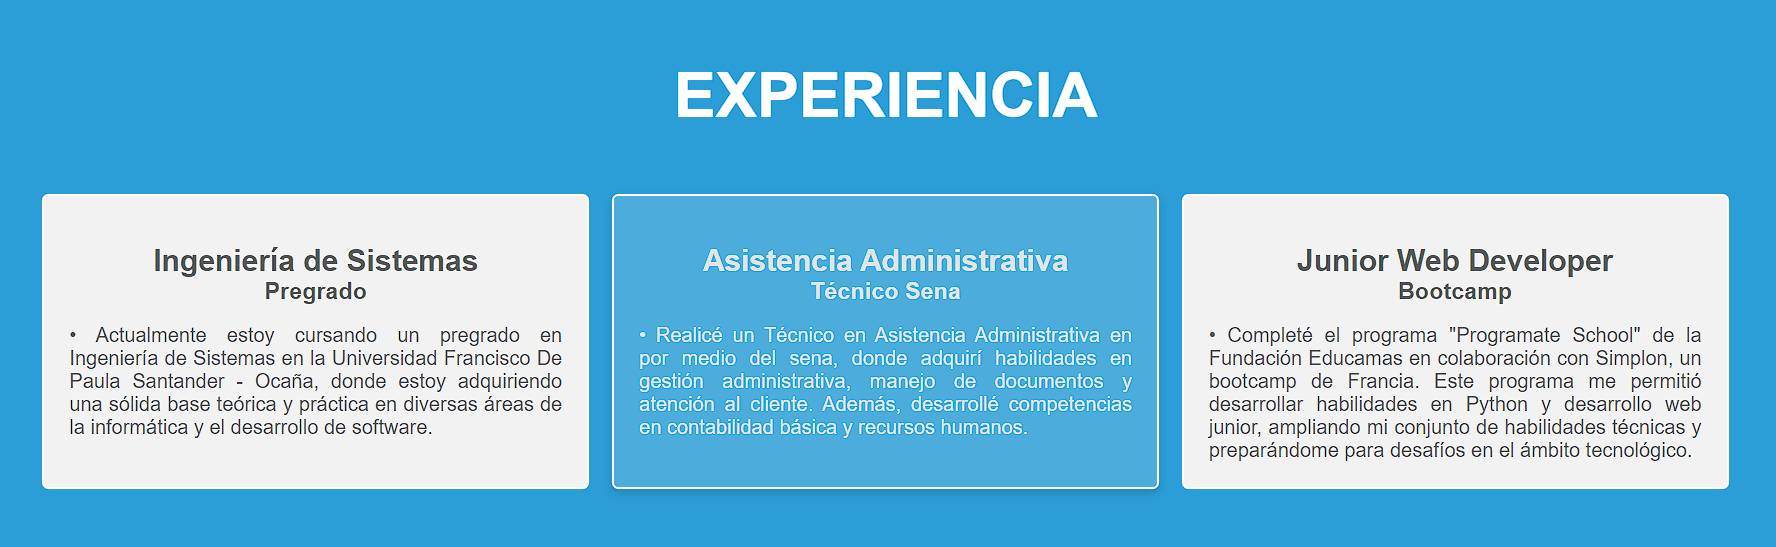 EXPERIENCIA
Ingeniería de Sistemas
Pregrado
• Actualmente estoy cursando un pregrado en
Ingeniería de Sistemas en la Universidad Francisco De
Paula Santander - Ocaña, donde estoy adquiriendo
una sólida base teórica y práctica en diversas áreas de
la informática y el desarrollo de software.
Asistencia Administrativa
Técnico Sena
• Realicé un Técnico en Asistencia Administrativa en
por medio del sena, donde adquirí habilidades en
gestión administrativa, manejo de documentos y
atención al cliente. Además, desarrollé competencias
en contabilidad básica y recursos humanos.
Junior Web Developer
Bootcamp
• Completé el programa "Programate School" de la
Fundación Educamas en colaboración con Simplon, un
bootcamp de Francia. Este programa me permitió
desarrollar habilidades en Python y desarrollo web
junior, ampliando mi conjunto de habilidades técnicas y
preparándome para desafíos en el ámbito tecnológico.